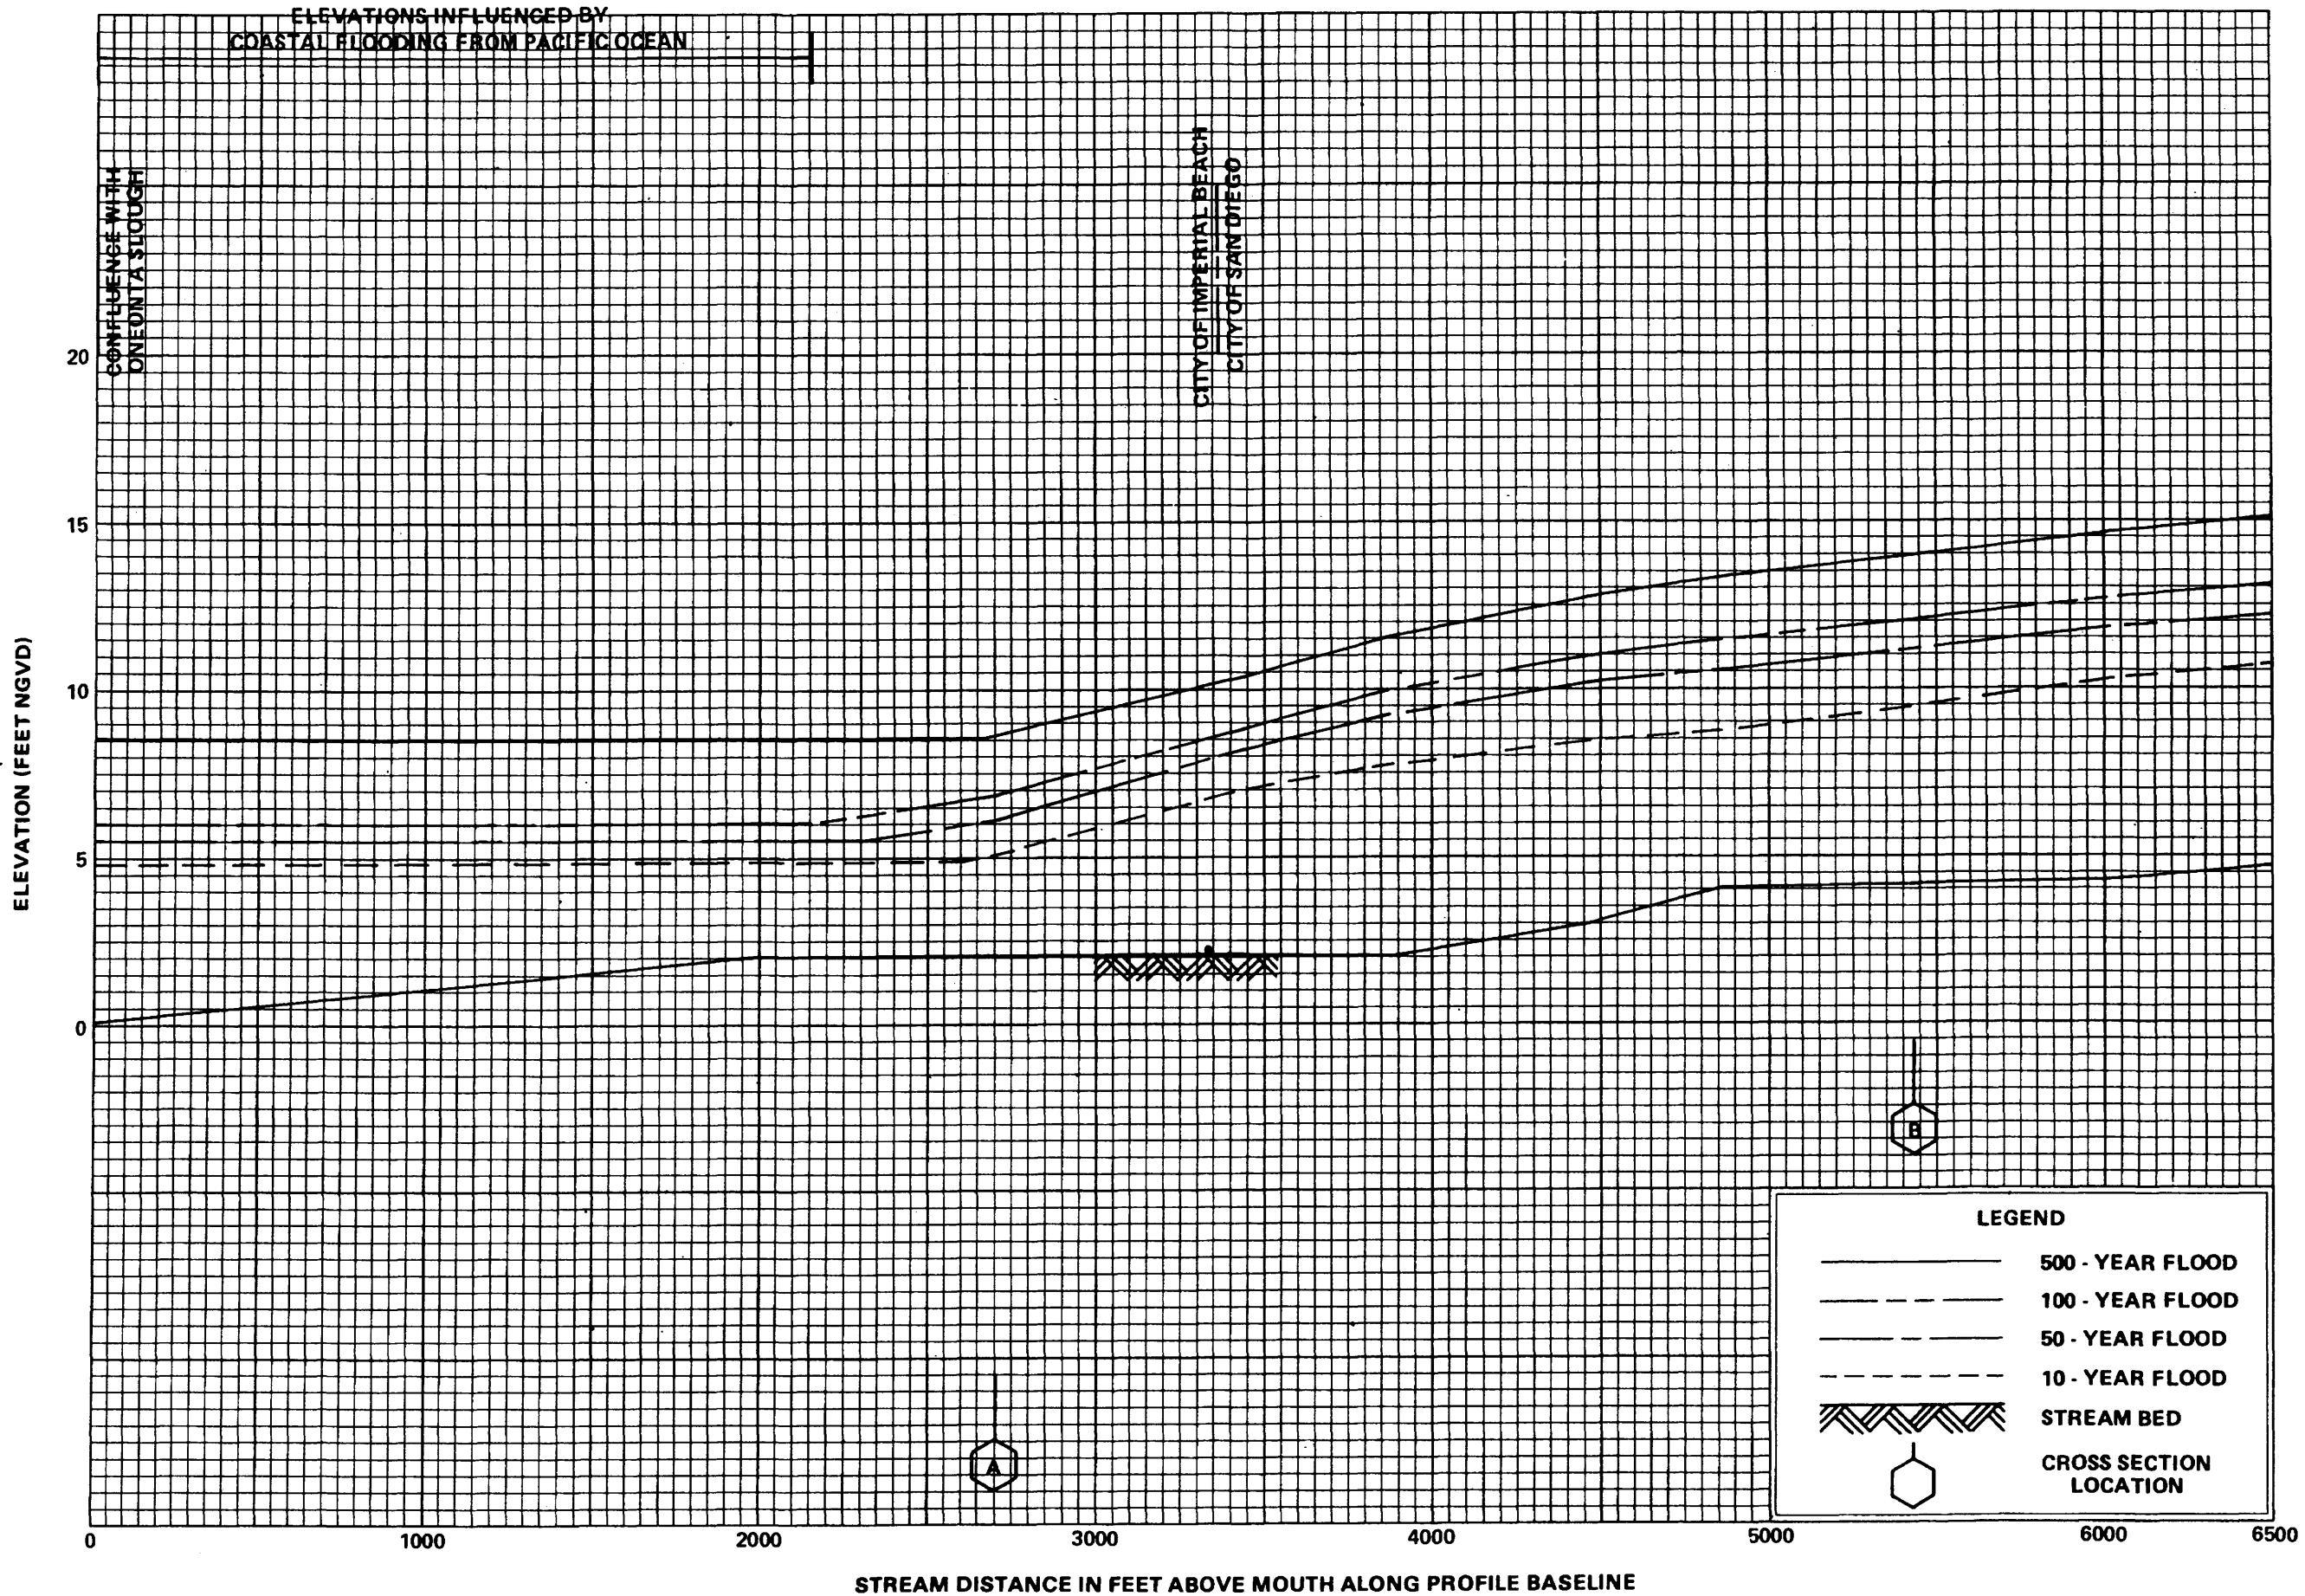 ELEVATIONS INFLUENCED BY
COASTAL FLOODING FROM PACIFIC OCEAN
CONFLUENCE WITH
ONEONTA SLOUGH
CITY OF IMPERIAL BEACH
CITY OF SAN DIEGO
20
15
10
5
0
ELEVATION (FEET NGVD)
A
B
LEGEND
500 - YEAR FLOOD
100 - YEAR FLOOD
50 - YEAR FLOOD
10 - YEAR FLOOD
STREAM BED
CROSS SECTION
LOCATION
0 1000 2000 3000 4000 5000 6000 6500
STREAM DISTANCE IN FEET ABOVE MOUTH ALONG PROFILE BASELINE